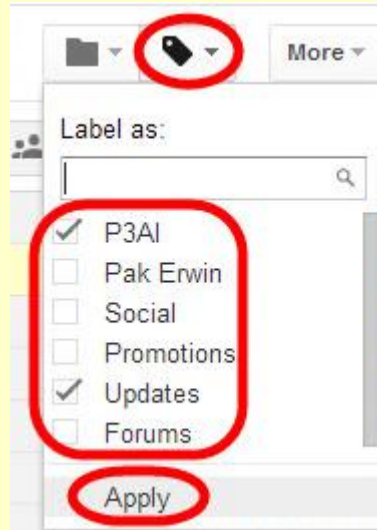 More
Label as:
P3AI
Pak Erwin
Social
Promotions
Updates
Forums
Apply